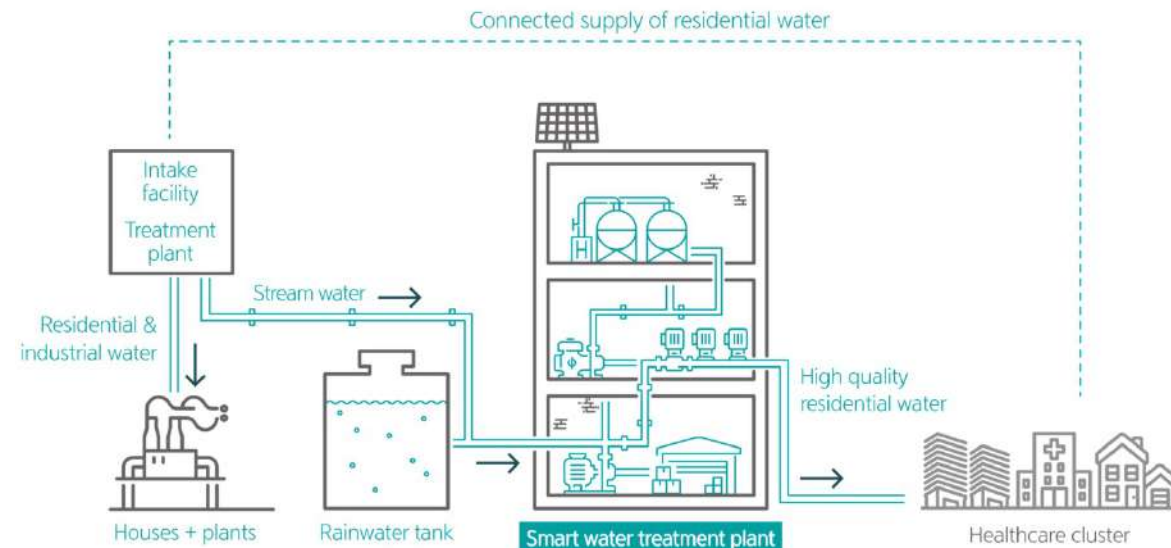 Connected supply of residential water
Intake
facility
Treatment
plant
Stream water
Residential &
industrial water
High quality
residential water
Houses + plants
Rainwater tank
Smart water treatment plant
Healthcare cluster